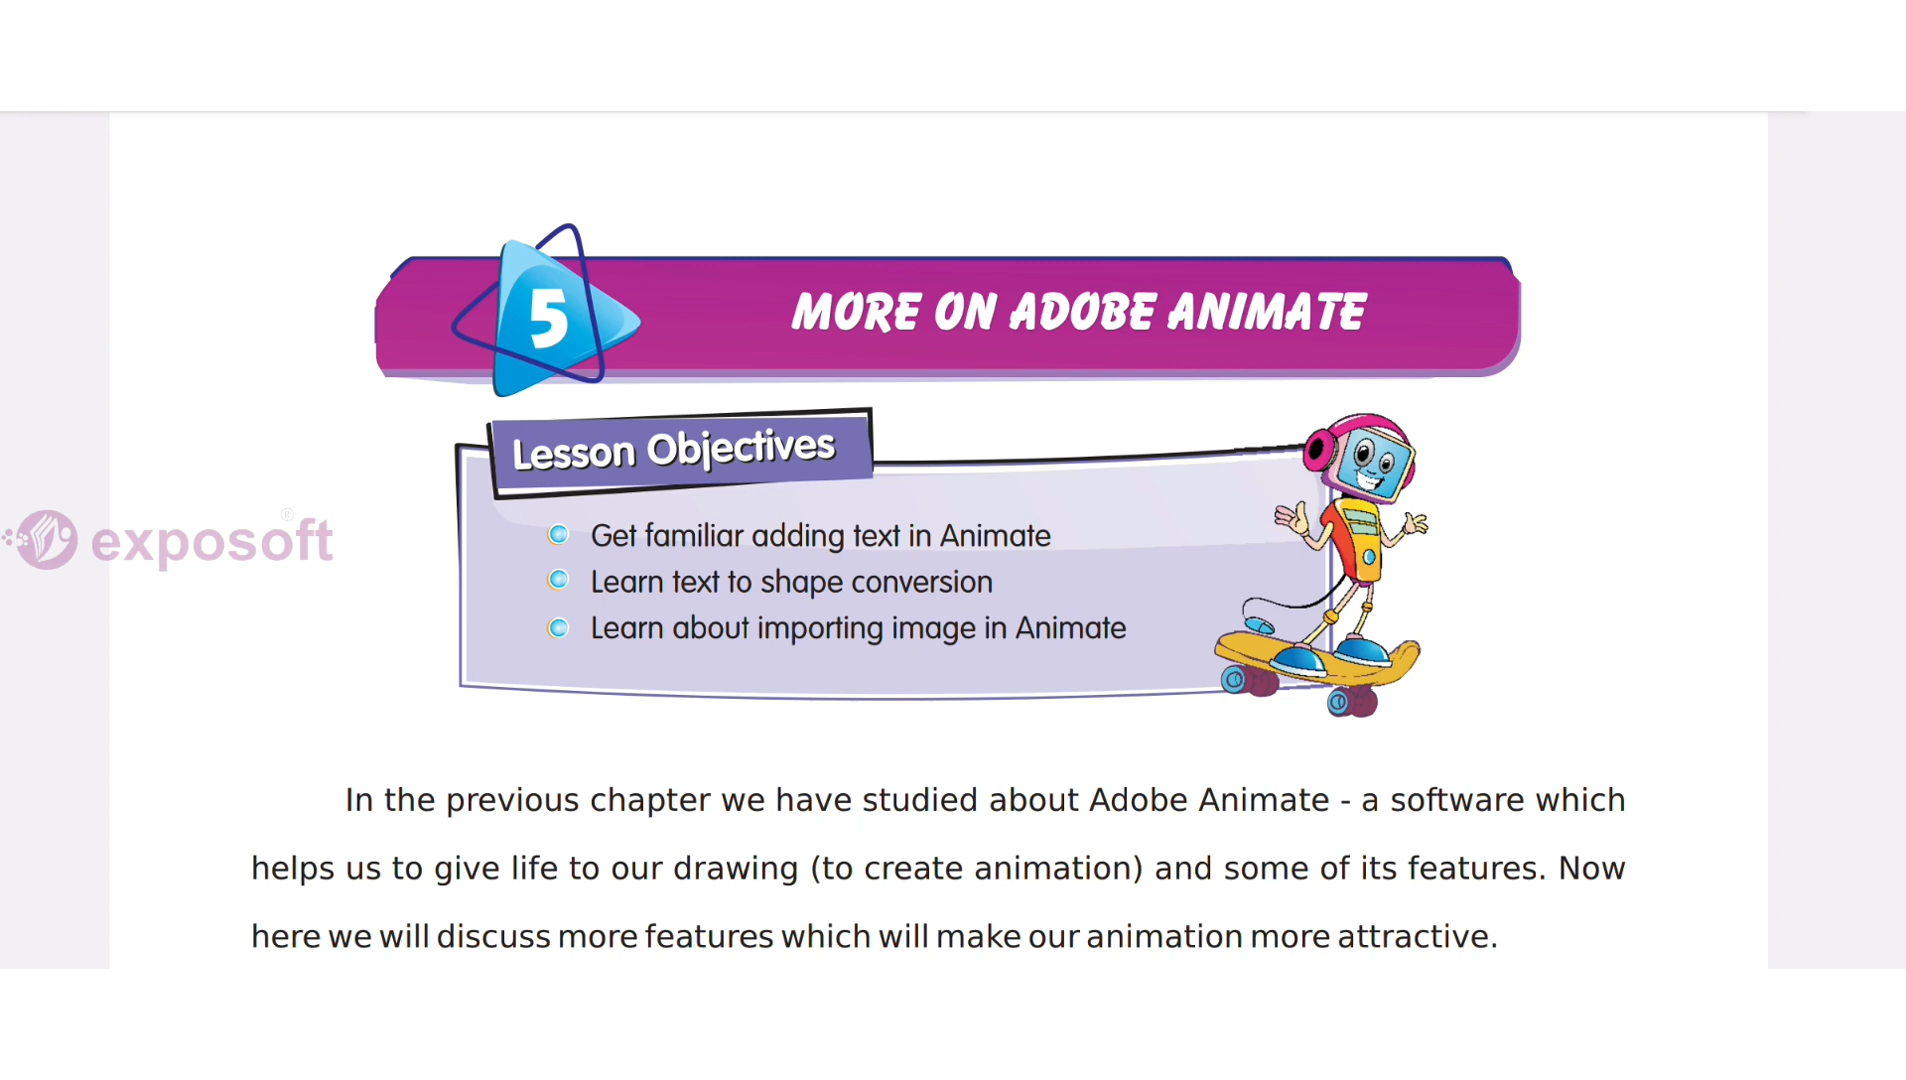 5
MORE ON ADOBE ANIMATE
Lesson Objectives
Get familiar adding text in Animate
Learn text to shape conversion
Learn about importing image in Animate
exposoft®
In the previous chapter we have studied about Adobe Animate - a software which
helps us to give life to our drawing (to create animation) and some of its features. Now
here we will discuss more features which will make our animation more attractive.